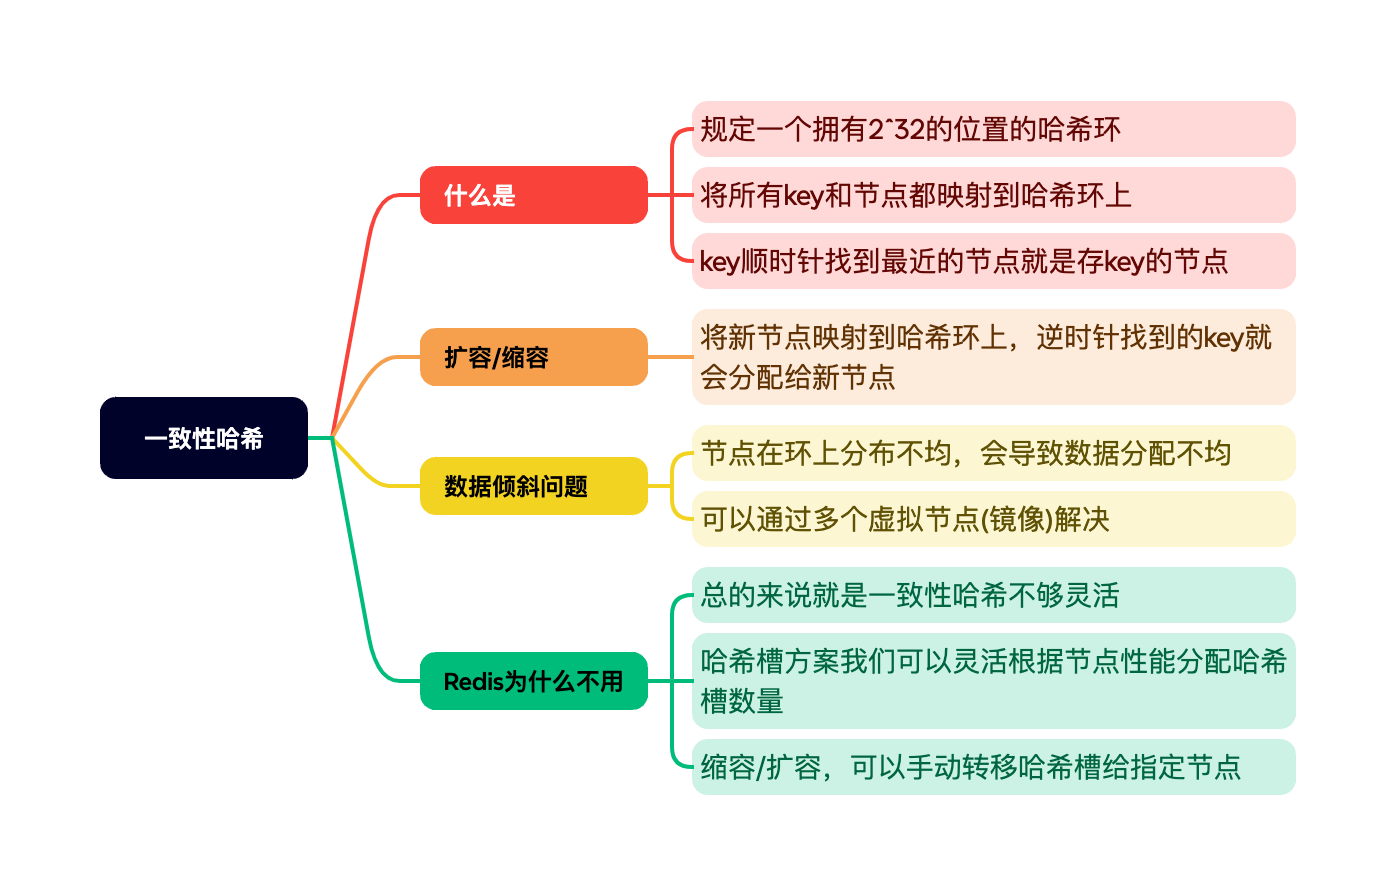 一致性哈希
什么是
规定一个拥有2^32的位置的哈希环
将所有key和节点都映射到哈希环上
key顺时针找到最近的节点就是存key的节点
扩容/缩容
将新节点映射到哈希环上，逆时针找到的key就
会分配给新节点
数据倾斜问题
节点在环上分布不均，会导致数据分配不均
可以通过多个虚拟节点(镜像)解决
Redis为什么不用
总的来说就是一致性哈希不够灵活
哈希槽方案我们可以灵活根据节点性能分配哈希
槽数量
缩容/扩容，可以手动转移哈希槽给指定节点